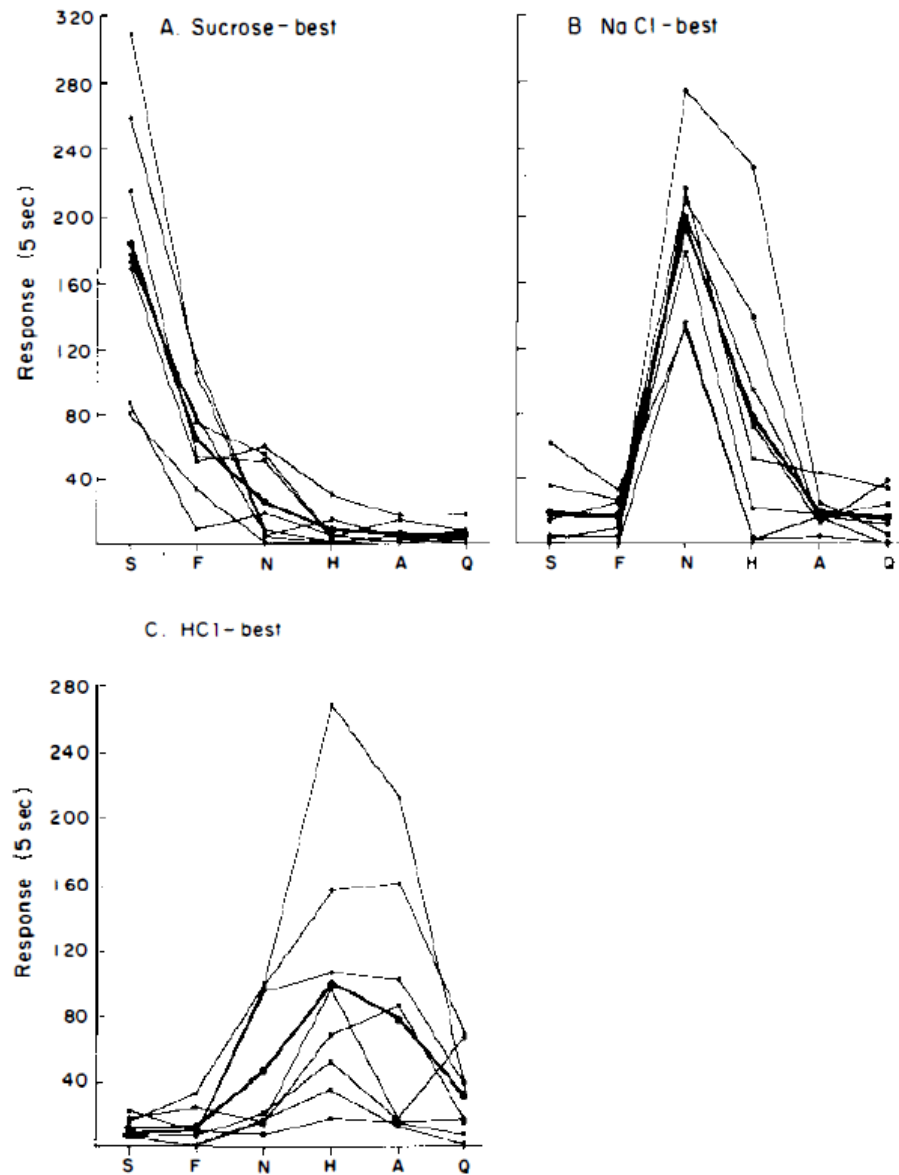 A. Sucrose-best
320
280
240
200
160
120
80
40
Response (5 sec)
S F N H A Q
B NaCl-best
S F N H A Q
C. HCl-best
280
240
200
160
120
80
40
Response (5 sec)
S F N H A Q